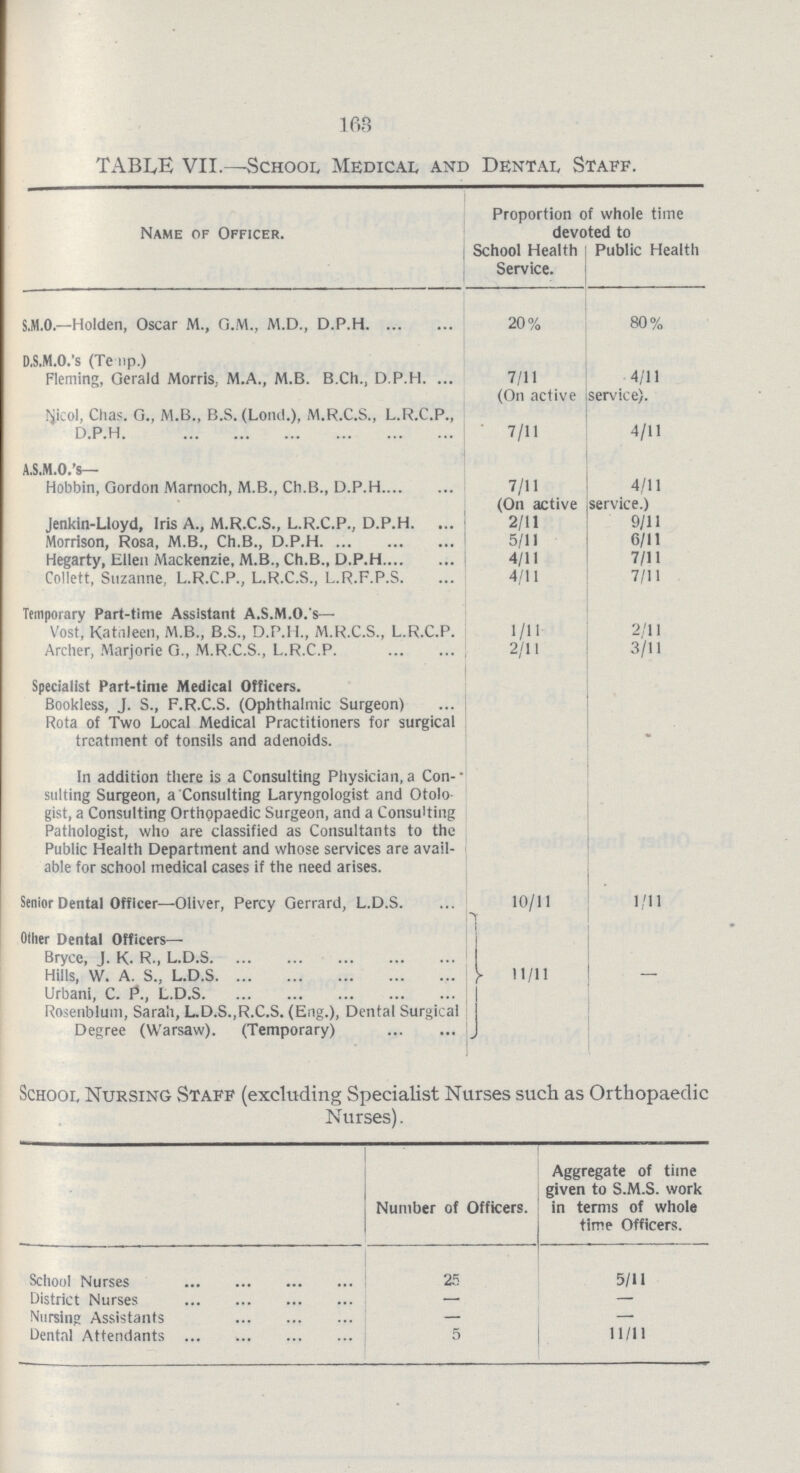 163
TABLE VII.—School Medical and Dental Staff.
Name of Officer.
Proportion of whole time
devoted to
School Health Service.
Public Health
S.M.O.—Holden, Oscar M., G.M., M.D., D.P.H. ... ... 20% 80%
D.S.M.O.'s (Temp.)
Fleming, Gerald Morris, M.A., M.B. B.Ch., D.P.H. ... 7/11 4/11
(On active service).
Nicol, Chas. G., M.B., B.S. (Lond.), M.R.C.S., L.R.C.P.,
D.P.H. ... ... ... ... ... ... 7/11 4/11
A.S.M.O.'s—
Hobbin, Gordon Marnoch, M.B., Ch.B., D.P.H.... ... 7/11 4/11
(On active service.)
Jenkin-Lloyd, Iris A., M.R.C.S., L.R.C.P., D.P.H. ... 2/11 9/11
Morrison, Rosa, M.B., Ch.B., D.P.H. ... ... ... 5/11 6/11
Hegarty, Ellen Mackenzie, M.B., Ch.B., D.P.H.... ... 4/11 7/11
Collett, Suzanne, L.R.C.P., L.R.C.S., L.R.F.P.S. ... 4/11 7/11
Temporary Part-time Assistant A.S.M.O.'s—
Vost, Kataleen, M.B., B.S., D.P.H., M.R.C.S., L.R.C.P. 1/11 2/11
Archer, Marjorie G., M.R.C.S., L.R.C.P. ... ... 2/11 3/11
Specialist Part-time Medical Officers.
Bookless, J. S., F.R.C.S. (Ophthalmic Surgeon) ...
Rota of Two Local Medical Practitioners for surgical
treatment of tonsils and adenoids.
In addition there is a Consulting Physician, a Con-
sulting Surgeon, a Consulting Laryngologist and Otolo-
gist, a Consulting Orthopaedic Surgeon, and a Consulting
Pathologist, who are classified as Consultants to the
Public Health Department and whose services are avail-
able for school medical cases if the need arises.
Senior Dental Officer—Oliver, Percy Gerrard, L.D.S. ... 10/11 1/11
Other Dental Officers—
Bryce, J. K. R., L.D.S. ... ... ... ... ...
Hills, W. A. S., L.D.S. ... ... ... ... ... 11/11 —
Urbani, C. P., L.D.S. ... ... ... ... ...
Rosenblum, Sarah, L.D.S.,R.C.S. (Eng.), Dental Surgical
Degree (Warsaw). (Temporary) ... ...
School Nursing Staff (excluding Specialist Nurses such as Orthopaedic
Nurses).
Number of Officers.
Aggregate of time
given to S.M.S. work
in terms of whole
time Officers.
School Nurses ... ... ... ... 25 5/11
District Nurses ... ... ... ... — —
Nursing Assistants ... ... ... — —
Dental Attendants ... ... ... ... 5 11/11